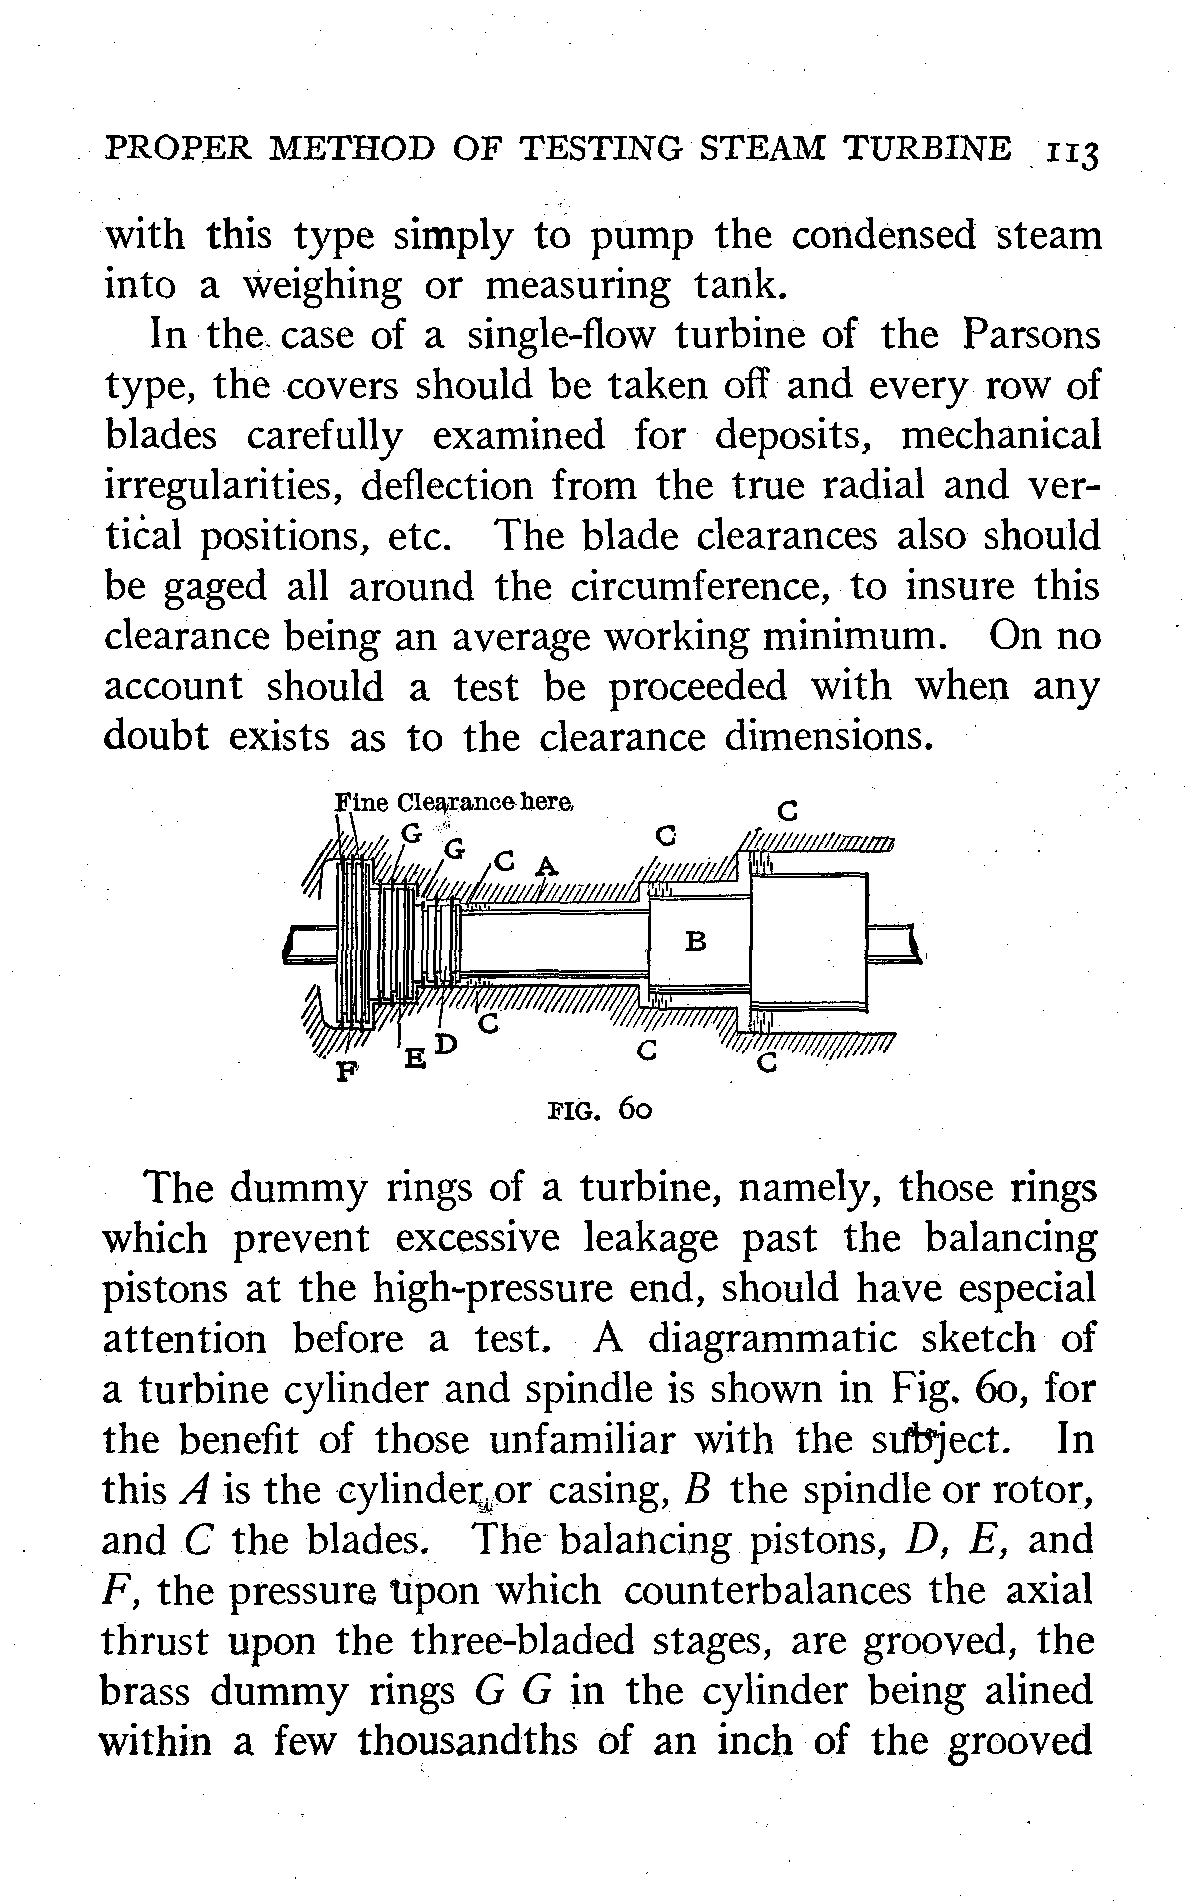 PROPER METHOD OF TESTING STEAM TURBINE 113
with this type simply to pump the condensed steam
into a weighing or measuring tank.
In the case of a single-flow turbine of the Parsons
type, the covers should be taken off and every row of
blades carefully examined for deposits, mechanical
irregularities, deflection from the true radial and ver-
tical positions, etc. The blade clearances also should
be gaged all around the circumference, to insure this
clearance being an average working minimum. On no
account should a test be proceeded with when any
doubt exists as to the clearance dimensions.
Fine Clearance here
C
G
C
G
C
A
B
C
D
E
C
C
F
FIG. 60
The dummy rings of a turbine, namely, those rings
which prevent excessive leakage past the balancing
pistons at the high-pressure end, should have especial
attention before a test. A diagrammatic sketch of
a turbine cylinder and spindle is shown in Fig. 60, for
the benefit of those unfamiliar with the subject. In
this A is the cylinder or casing, B the spindle or rotor,
and C the blades. The balancing pistons, D, E, and
F, the pressure upon which counterbalances the axial
thrust upon the three-bladed stages, are grooved, the
brass dummy rings G G in the cylinder being alined
within a few thousandths of an inch of the grooved